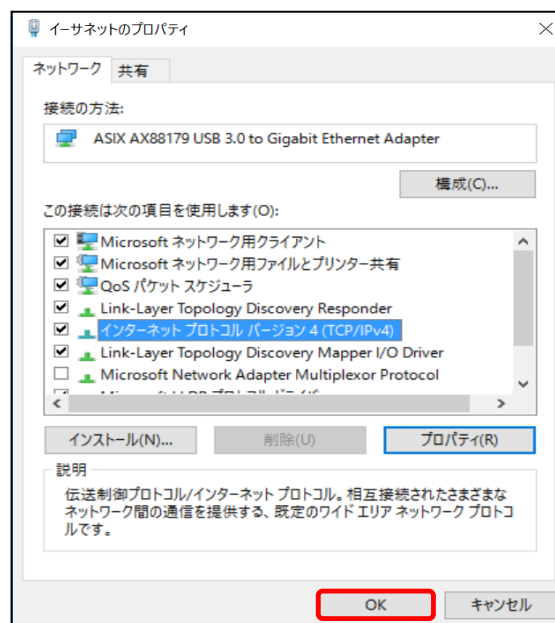 イーサネットのプロパティ
ネットワーク 共有
接続の方法:
ASIX AX88179 USB 3.0 to Gigabit Ethernet Adapter
構成(C)...
この接続は次の項目を使用します(O):
Microsoft ネットワーク用クライアント
Microsoft ネットワーク用ファイルとプリンター共有
QoS パケット スケジューラ
Link-Layer Topology Discovery Responder
インターネット プロトコル バージョン 4 (TCP/IPv4)
Link-Layer Topology Discovery Mapper I/O Driver
Microsoft Network Adapter Multiplexor Protocol
インストール(N)... 削除(U) プロパティ(R)
説明
伝送制御プロトコル/インターネット プロトコル。相互接続されたさまざまな
ネットワーク間の通信を提供する、既定のワイド エリア ネットワーク プロトコ
ルです。
OK キャンセル